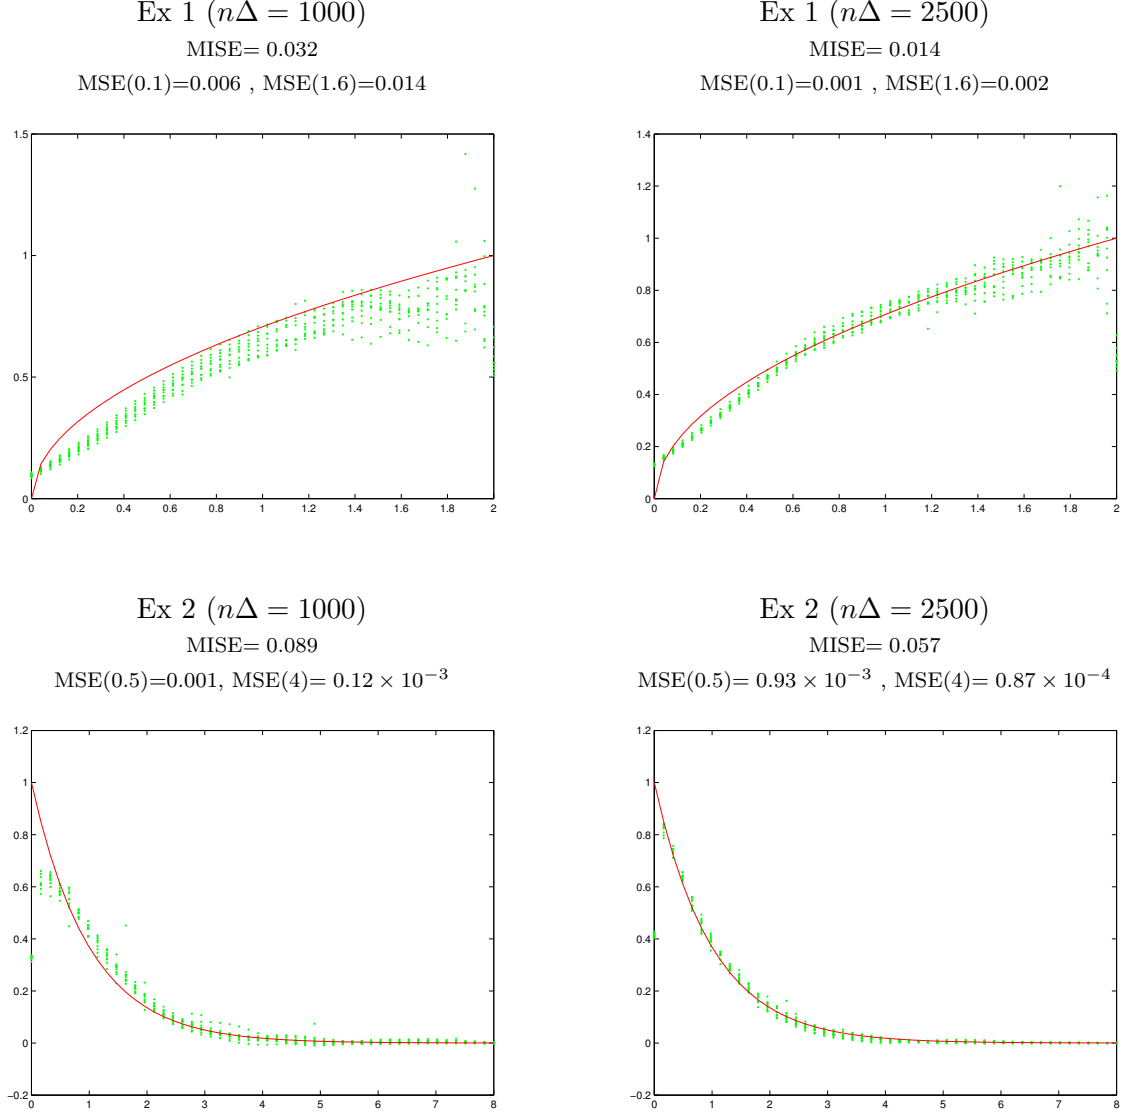 Ex 1 (nΔ = 1000)
MISE= 0.032
MSE(0.1)=0.006 , MSE(1.6)=0.014
1.5
1
0.5
0
0 0.2 0.4 0.6 0.8 1 1.2 1.4 1.6 1.8 2
Ex 1 (nΔ = 2500)
MISE= 0.014
MSE(0.1)=0.001 , MSE(1.6)=0.002
1.4
1.2
1
0.8
0.6
0.4
0.2
0
0 0.2 0.4 0.6 0.8 1 1.2 1.4 1.6 1.8 2
Ex 2 (nΔ = 1000)
MISE= 0.089
MSE(0.5)=0.001, MSE(4)= 0.12 × 10⁻³
1.2
1
0.8
0.6
0.4
0.2
0
−0.2
0 1 2 3 4 5 6 7 8
Ex 2 (nΔ = 2500)
MISE= 0.057
MSE(0.5)= 0.93 × 10⁻³ , MSE(4)= 0.87 × 10⁻⁴
1.2
1
0.8
0.6
0.4
0.2
0
−0.2
0 1 2 3 4 5 6 7 8